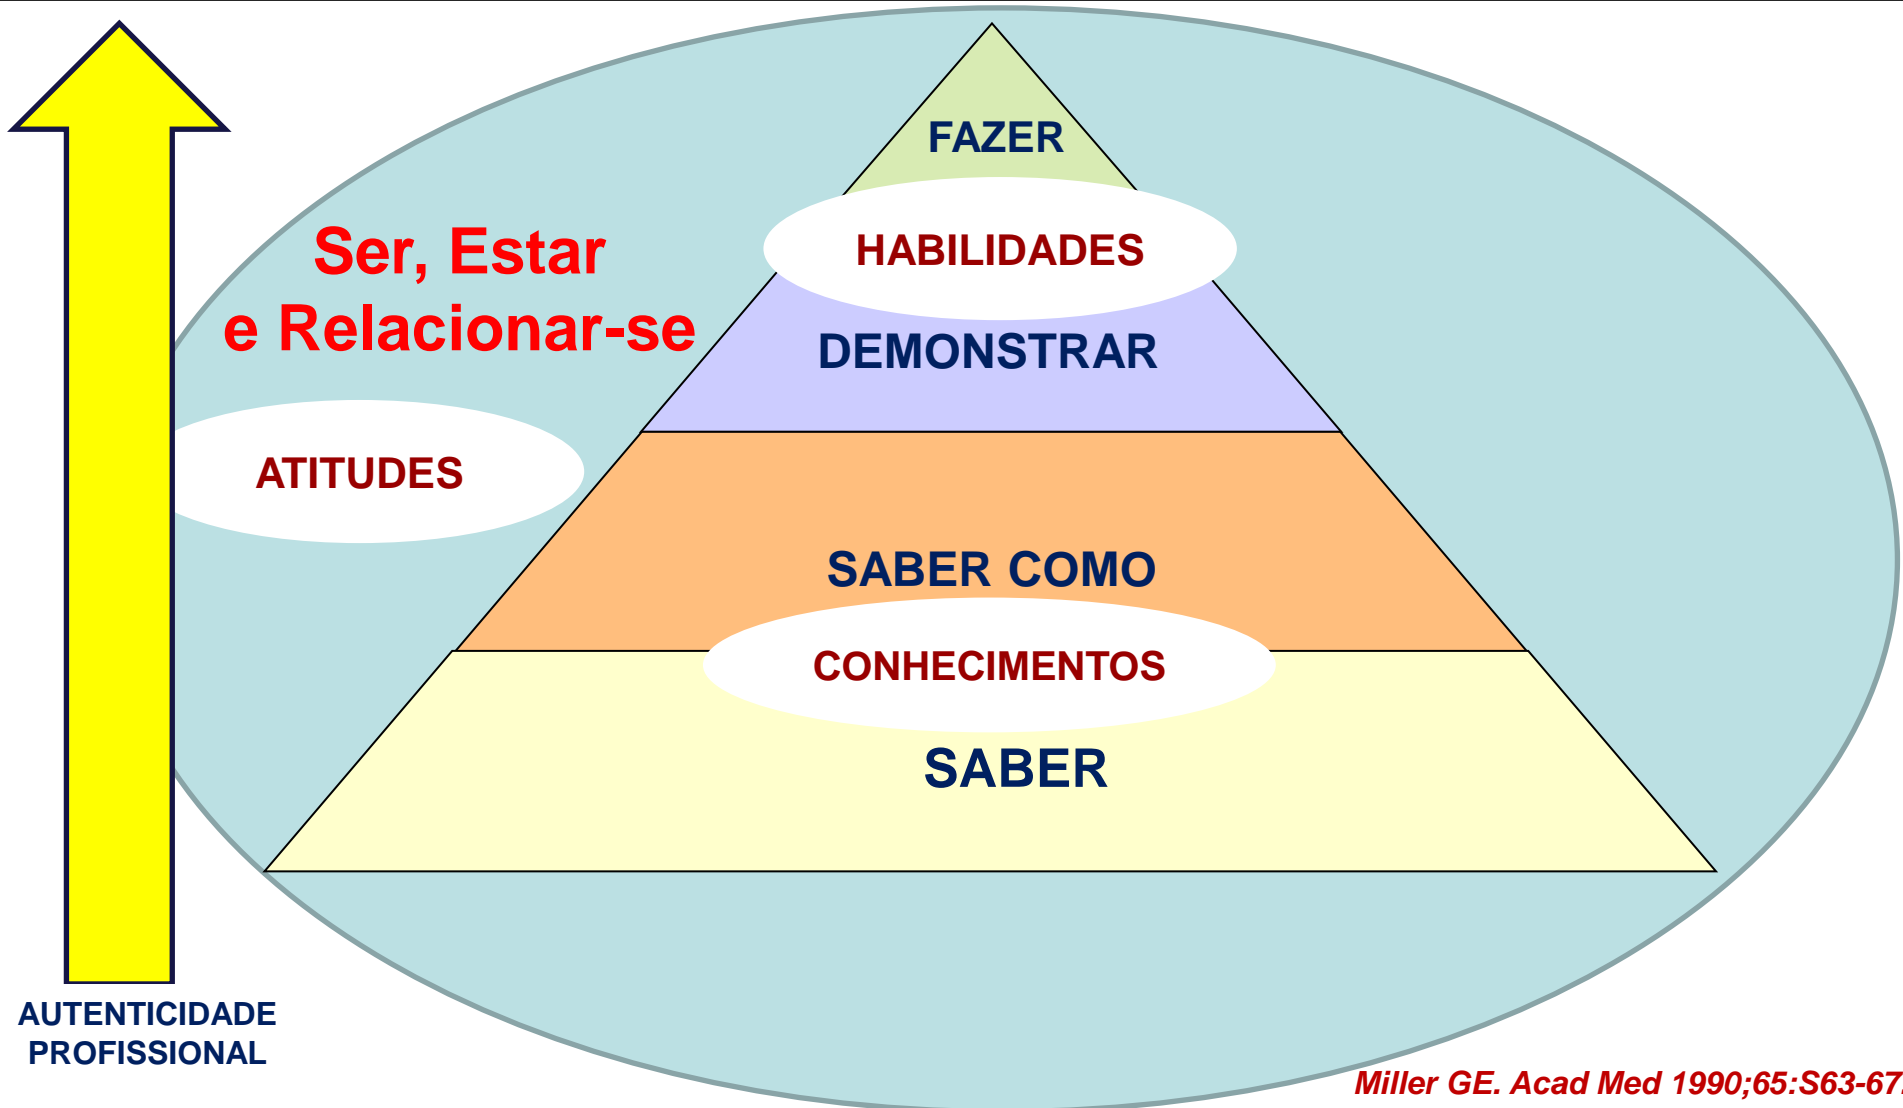 FAZER
HABILIDADES
Ser, Estar
e Relacionar-se
DEMONSTRAR
ATITUDES
SABER COMO
CONHECIMENTOS
SABER
AUTENTICIDADE
PROFISSIONAL
Miller GE. Acad Med 1990;65:S63-67.